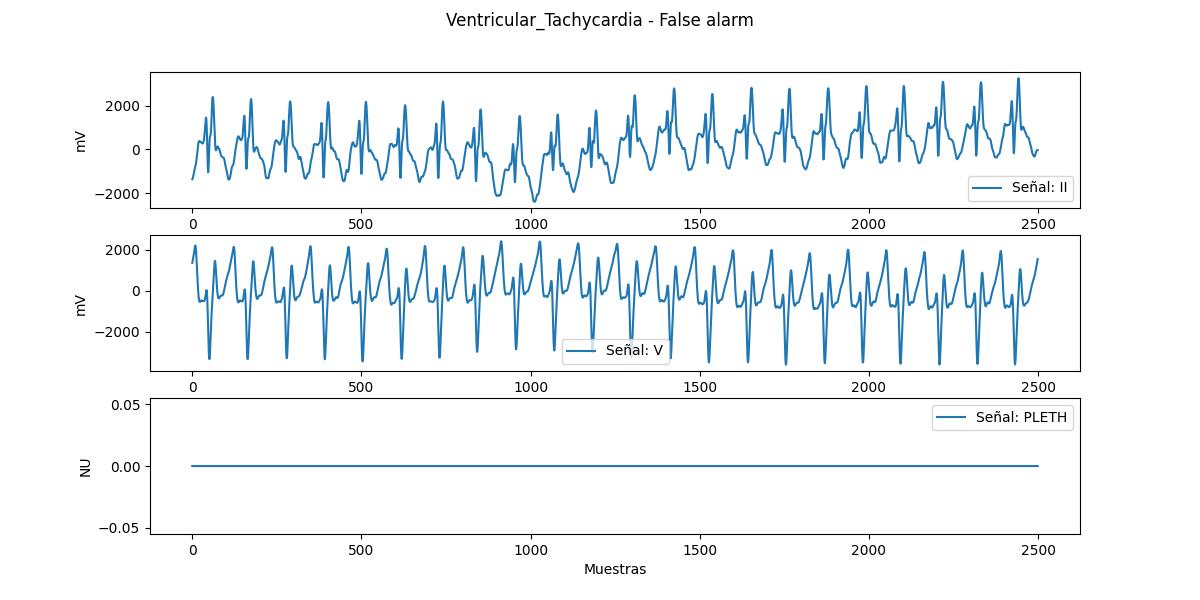 Ventricular_Tachycardia - False alarm
2000
0
−2000
mV
Señal: II
0 500 1000 1500 2000 2500
2000
0
−2000
mV
Señal: V
0 500 1000 1500 2000 2500
0.05
0.00
−0.05
NU
Señal: PLETH
0 500 1000 1500 2000 2500
Muestras